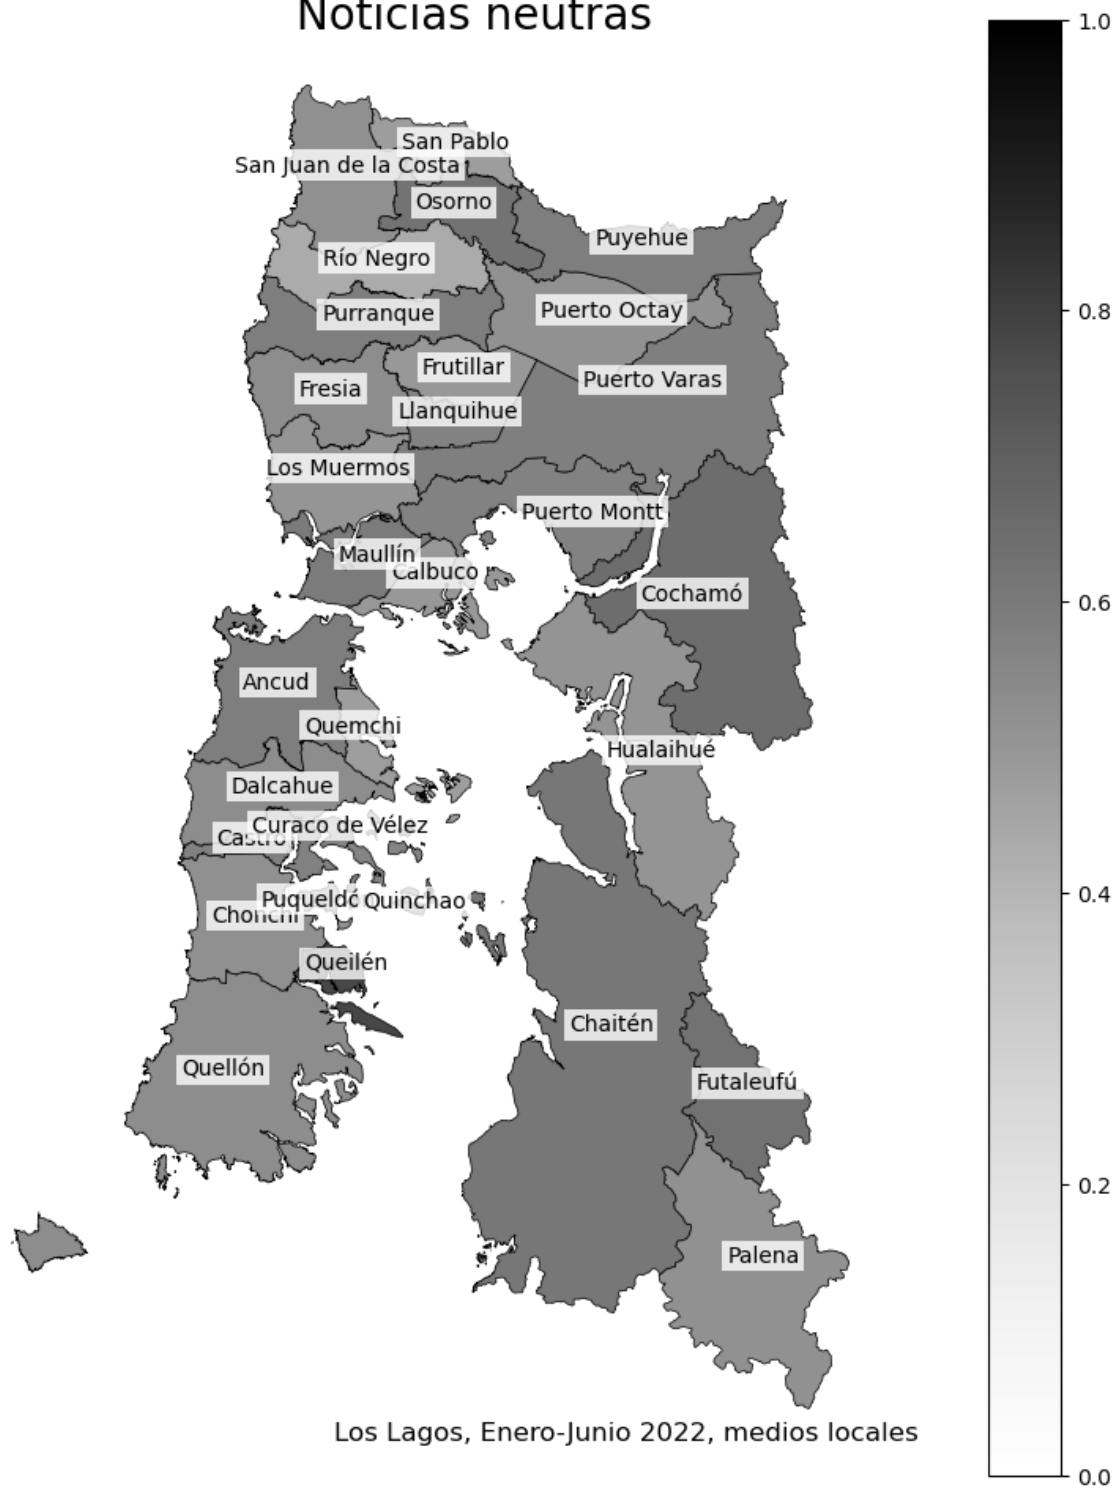 Noticias neutras
1.0
San Pablo
San Juan de la Costa
Osorno
Puyehue
Río Negro
Puerto Octay
Purranque
0.8
Frutillar
Puerto Varas
Fresia
Llanquihue
Los Muermos
Puerto Montt
Maullín
Calbuco
Cochamó
0.6
Ancud
Quemchi
Hualaihué
Dalcahue
Curaco de Vélez
Castro
0.4
Puqueldó
Quinchao
Chonchi
Queilén
Chaitén
Quellón
Futaleufú
0.2
Palena
Los Lagos, Enero-Junio 2022, medios locales
0.0